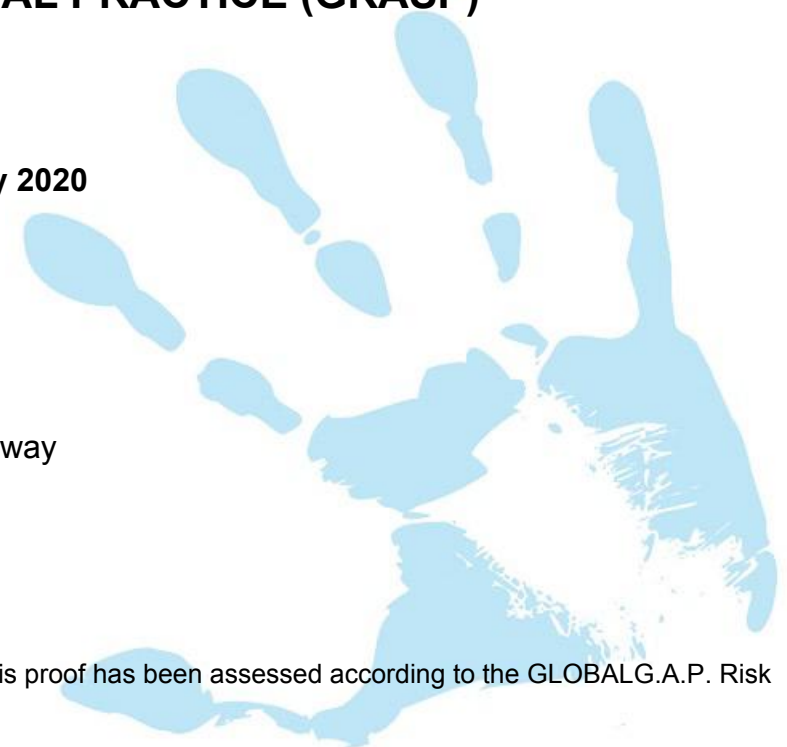 AL PRACTICE (GRASP)
y 2020
way
is proof has been assessed according to the GLOBALG.A.P. Risk